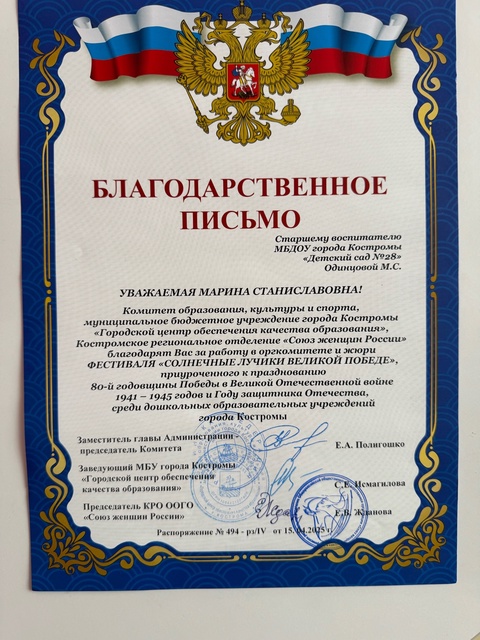 БЛАГОДАРСТВЕННОЕ
ПИСЬМО
Старшему воспитателю
МБДОУ города Костромы
«Детский сад №28»
Одинцовой М.С.
УВАЖАЕМАЯ МАРИНА СТАНИСЛАВОВНА!
Комитет образования, культуры и спорта,
муниципальное бюджетное учреждение города Костромы
«Городской центр обеспечения качества образования»,
Костромское региональное отделение «Союз женщин России»
благодарят Вас за работу в оргкомитете и жюри
ФЕСТИВАЛЯ «СОЛНЕЧНЫЕ ЛУЧИКИ ВЕЛИКОЙ ПОБЕДЕ»,
приуроченного к празднованию
80-й годовщины Победы в Великой Отечественной войне
1941 – 1945 годов и Году защитника Отечества,
среди дошкольных образовательных учреждений
города Костромы
Заместитель главы Администрации -
председатель Комитета
Е.А. Полигошко
Заведующий МБУ города Костромы
«Городской центр обеспечения
качества образования»
С.Е. Исмагилова
Председатель КРО ООГО
«Союз женщин России»
Е.В. Жданова
Распоряжение № 494 - рз/IV от 15.04.2025 г.